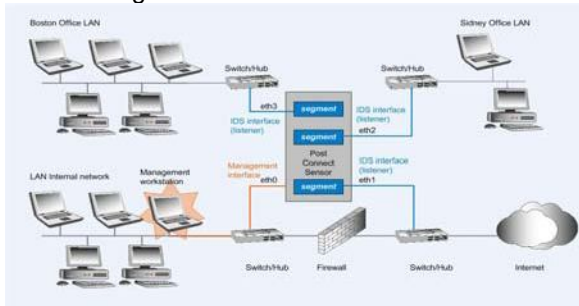 Boston Office LAN
Sidney Office LAN
Switch/Hub
Switch/Hub
eth3
segment
IDS interface
(listener)
segment
eth2
IDS interface
(listener)
Post
Connect
Sensor
Management
interface
eth0
segment
IDS interface
(listener)
eth1
LAN Internal network
Management
workstation
Switch/Hub
Firewall
Switch/Hub
Internet